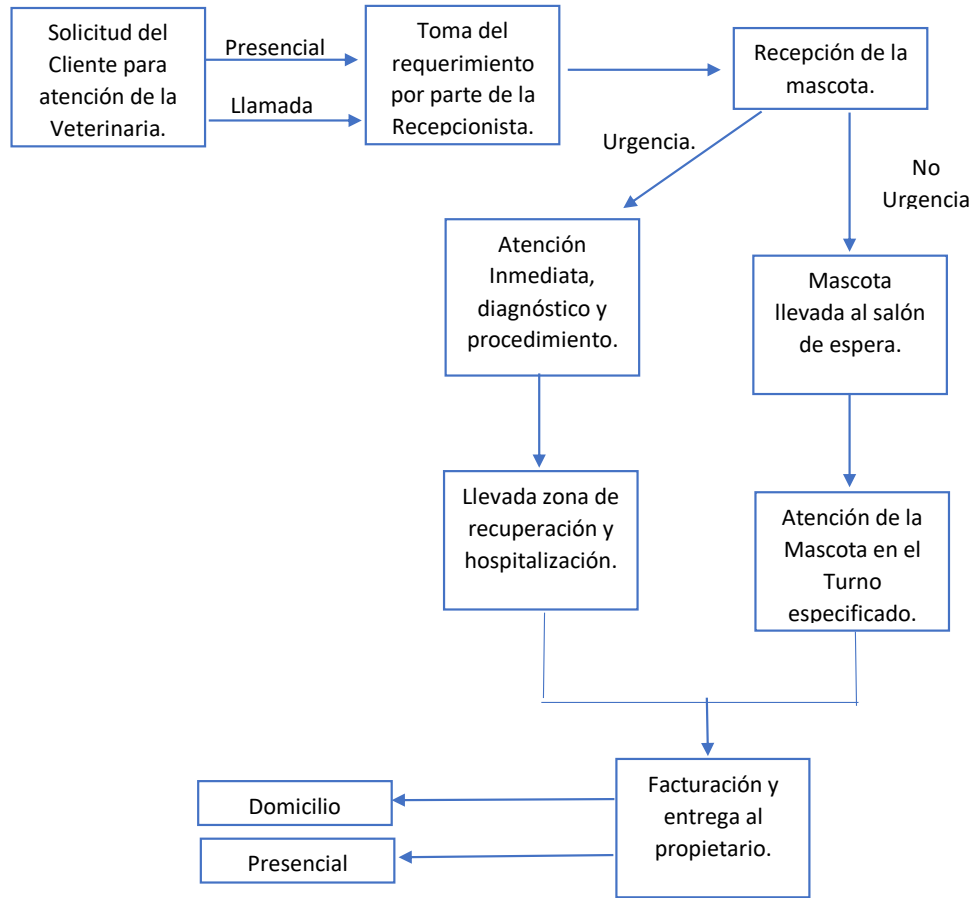 Solicitud del
Cliente para
atención de la
Veterinaria.
Presencial
Llamada
Toma del
requerimiento
por parte de la
Recepcionista.
Recepción de la
mascota.
Urgencia.
No
Urgencia
Atención
Inmediata,
diagnóstico y
procedimiento.
Mascota
llevada al salón
de espera.
Llevada zona de
recuperación y
hospitalización.
Atención de la
Mascota en el
Turno
especificado.
Facturación y
entrega al
propietario.
Domicilio
Presencial